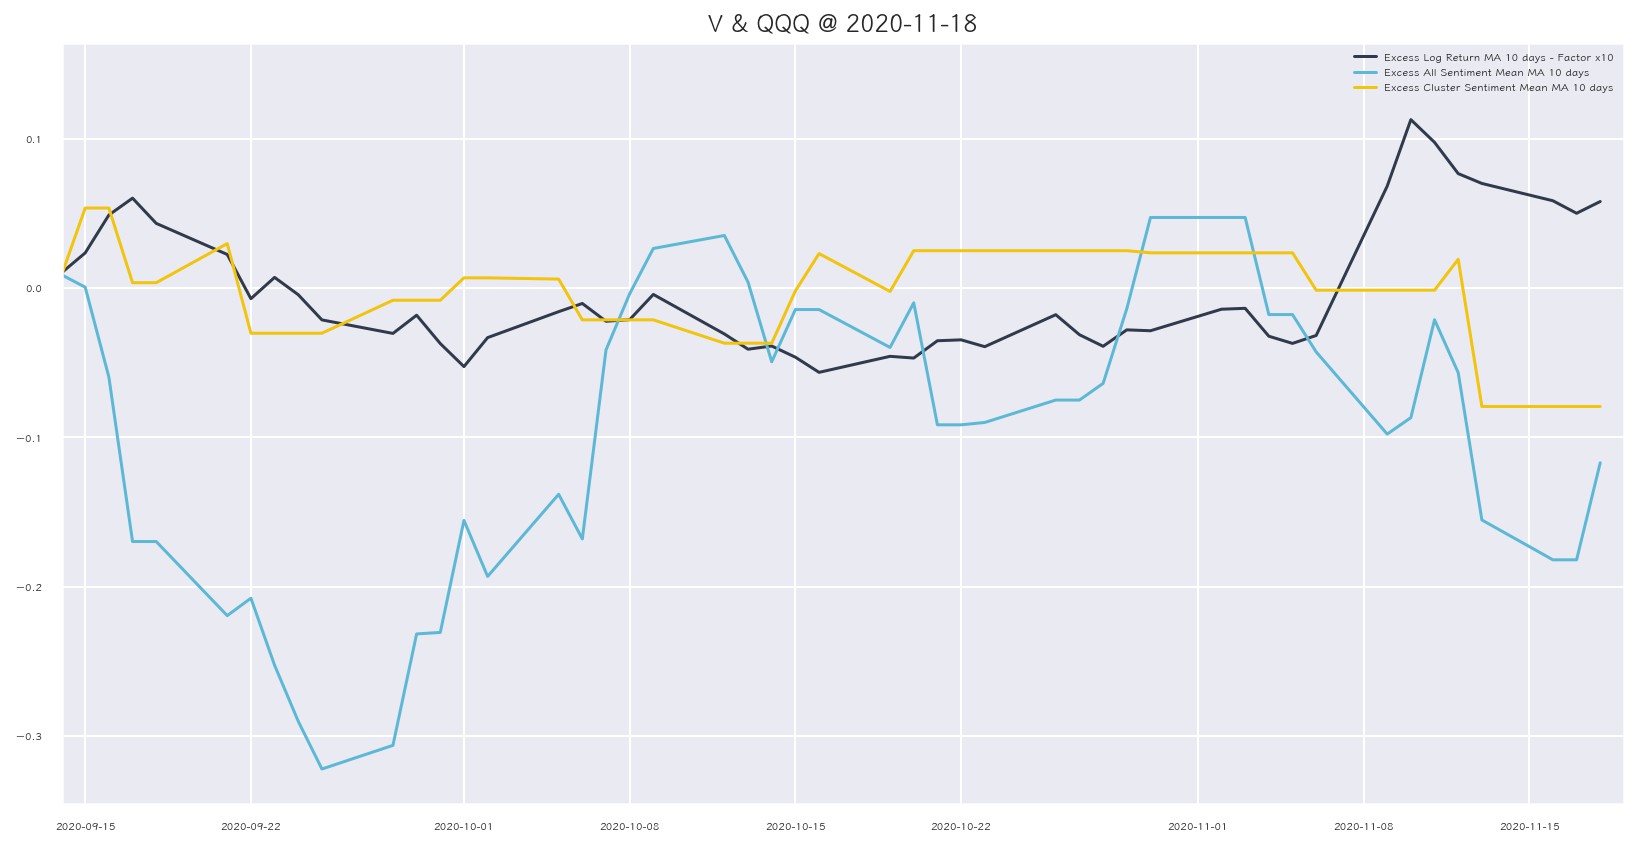 V & QQQ @ 2020-11-18
Excess Log Return MA 10 days - Factor x10
Excess All Sentiment Mean MA 10 days
Excess Cluster Sentiment Mean MA 10 days
0.1
0.0
−0.1
−0.2
−0.3
2020-09-15 2020-09-22 2020-10-01 2020-10-08 2020-10-15 2020-10-22 2020-11-01 2020-11-08 2020-11-15